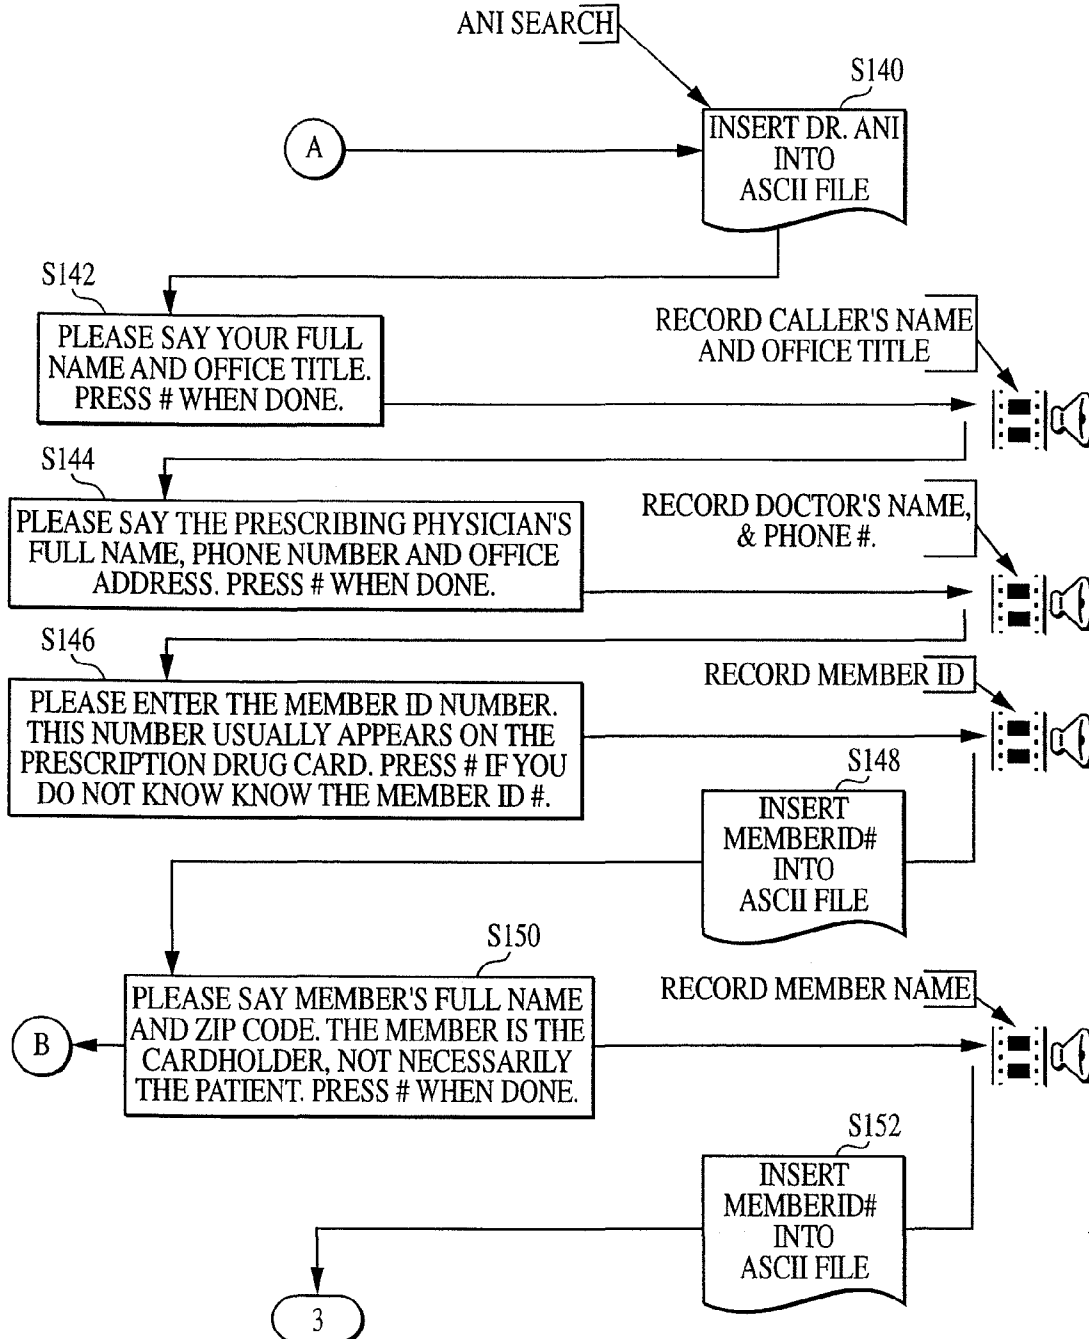 ANI SEARCH
S140
INSERT DR. ANI
INTO
ASCII FILE
A
S142
PLEASE SAY YOUR FULL
NAME AND OFFICE TITLE.
PRESS # WHEN DONE.
RECORD CALLER'S NAME
AND OFFICE TITLE
S144
PLEASE SAY THE PRESCRIBING PHYSICIAN'S
FULL NAME, PHONE NUMBER AND OFFICE
ADDRESS. PRESS # WHEN DONE.
RECORD DOCTOR'S NAME,
& PHONE #.
S146
PLEASE ENTER THE MEMBER ID NUMBER.
THIS NUMBER USUALLY APPEARS ON THE
PRESCRIPTION DRUG CARD. PRESS # IF YOU
DO NOT KNOW KNOW THE MEMBER ID #.
RECORD MEMBER ID
S148
INSERT
MEMBERID#
INTO
ASCII FILE
S150
PLEASE SAY MEMBER'S FULL NAME
AND ZIP CODE. THE MEMBER IS THE
CARDHOLDER, NOT NECESSARILY
THE PATIENT. PRESS # WHEN DONE.
B
RECORD MEMBER NAME
S152
INSERT
MEMBERID#
INTO
ASCII FILE
3